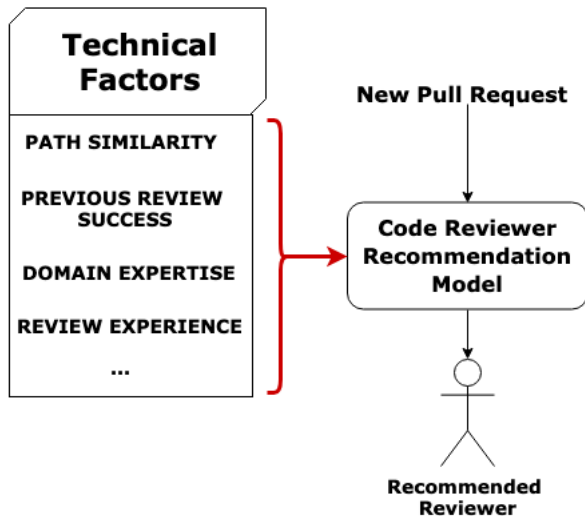 Technical
Factors
PATH SIMILARITY
PREVIOUS REVIEW
SUCCESS
DOMAIN EXPERTISE
REVIEW EXPERIENCE
...
New Pull Request
Code Reviewer
Recommendation
Model
Recommended
Reviewer